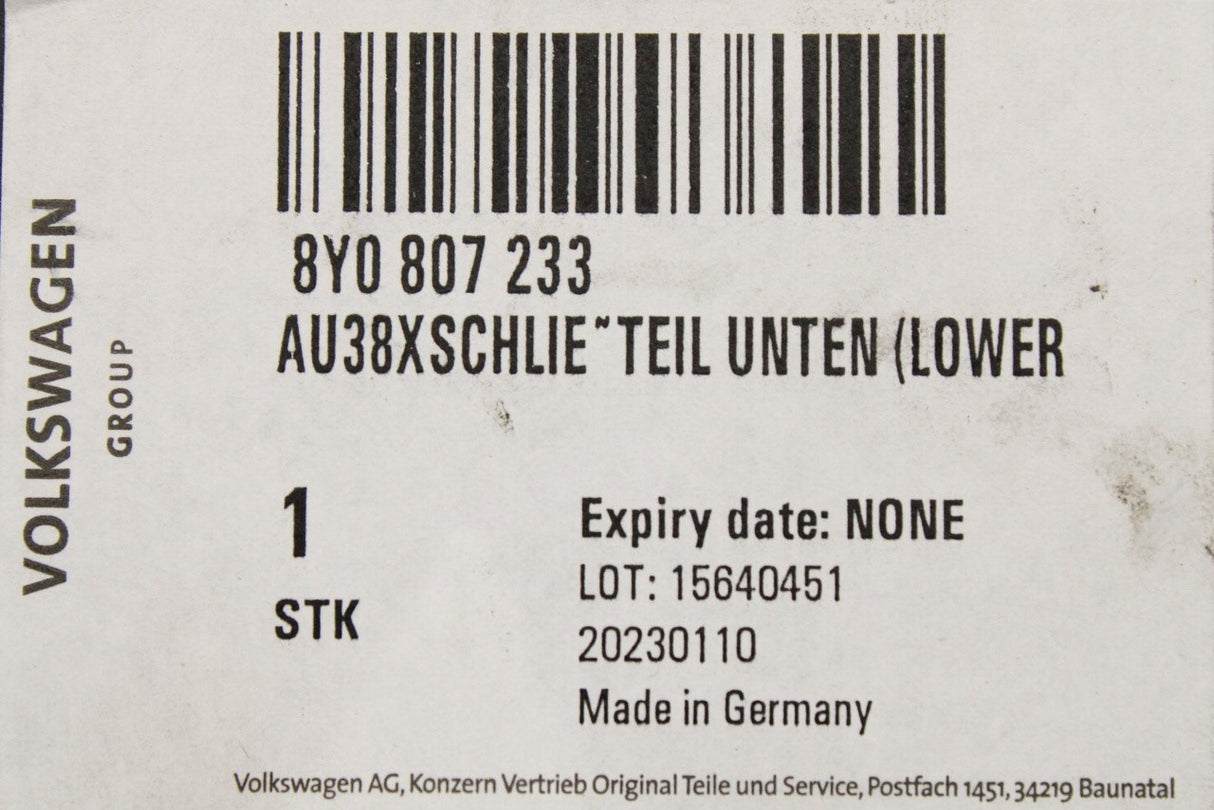 VOLKSWAGEN
GROUP
8Y0 807 233
AU38XSCHLIE˝TEIL UNTEN (LOWER
1
STK
Expiry date: NONE
LOT: 15640451
20230110
Made in Germany
Volkswagen AG, Konzern Vertrieb Original Teile und Service, Postfach 1451, 34219 Baunatal